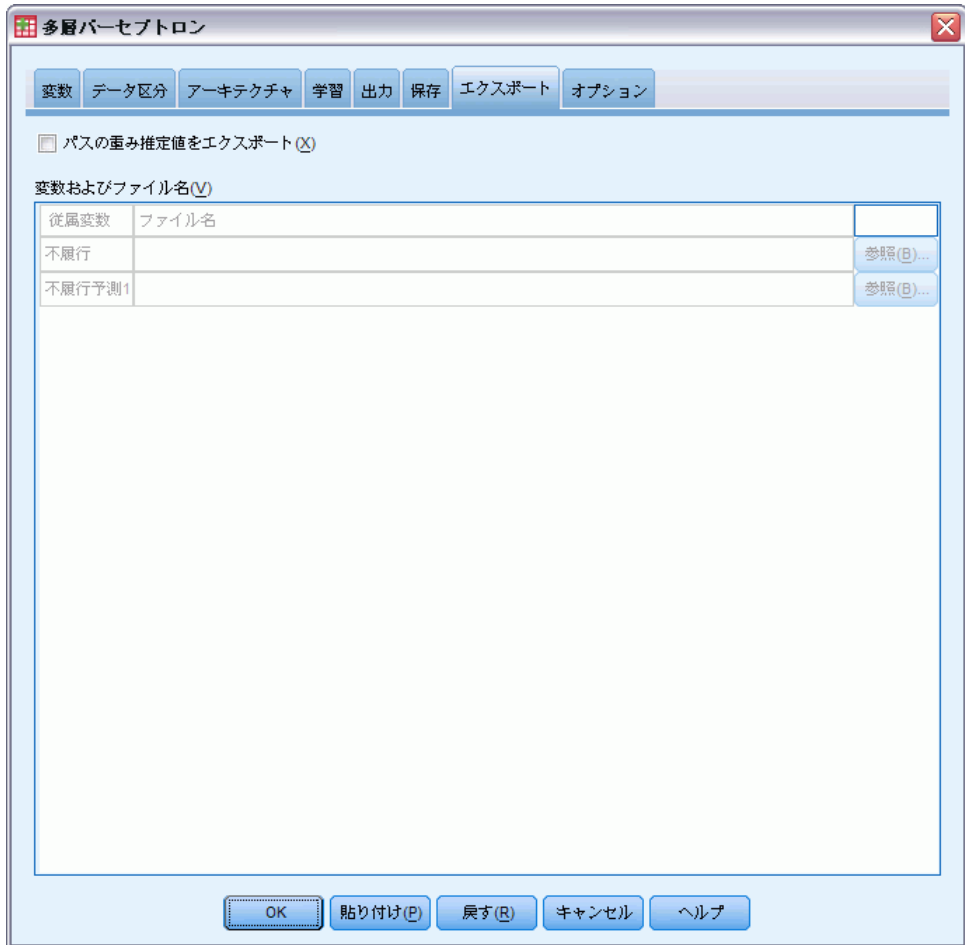 多層パーセプトロン
変数 データ区分 アーキテクチャ 学習 出力 保存 エクスポート オプション
パスの重み推定値をエクスポート(X)
変数およびファイル名(V)
従属変数 ファイル名
不履行 参照(B)...
不履行予測1 参照(B)...
OK 貼り付け(P) 戻す(R) キャンセル ヘルプ